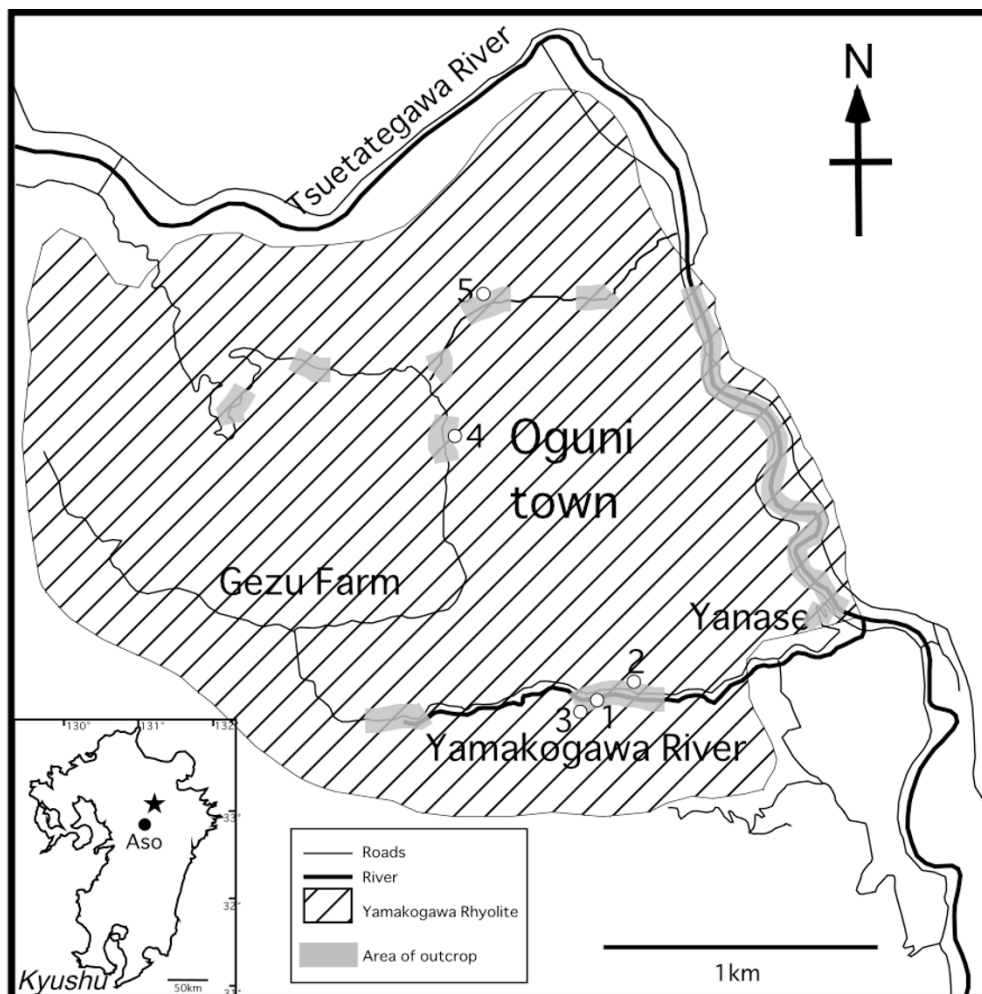 Tsuetategawa River
N
5
4
Oguni
town
Gezu Farm
Yanase
2
1
3
Yamakogawa River
130°
131°
132°
33°
32°
31°
Aso
Kyushu
50km
Roads
River
Yamakogawa Rhyolite
Area of outcrop
1km